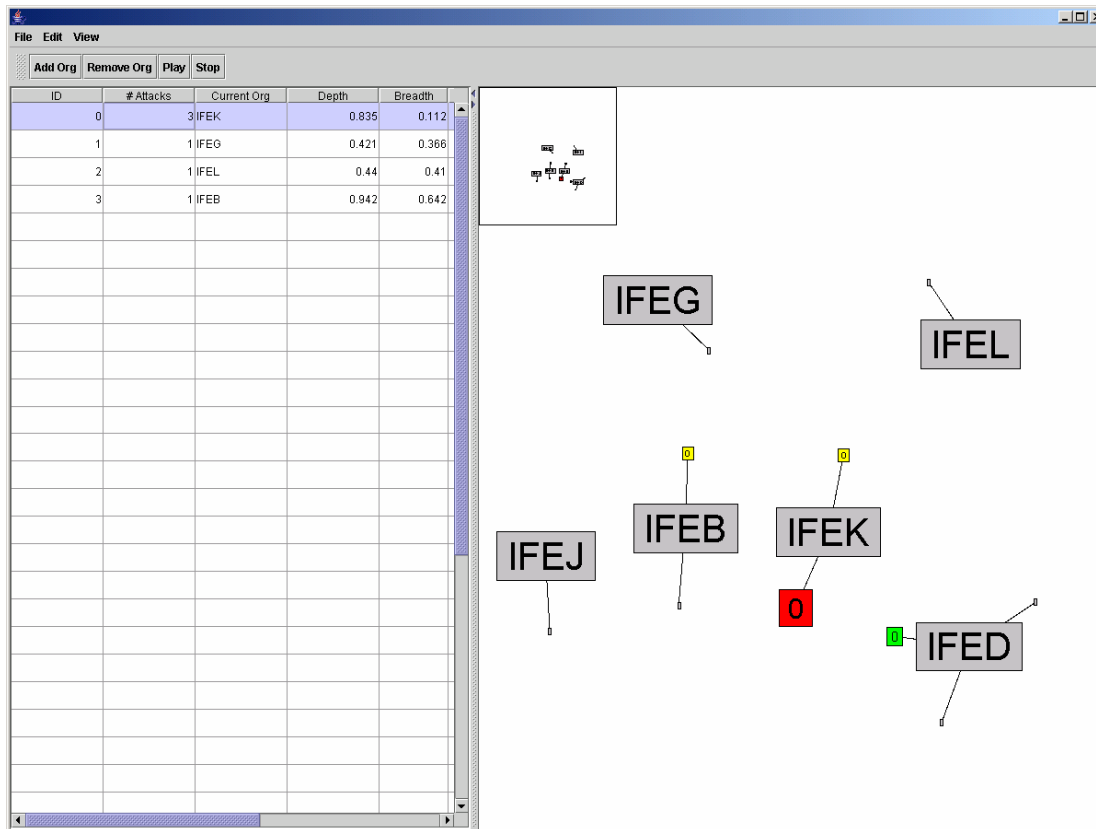 File Edit View
Add Org Remove Org Play Stop
ID # Attacks Current Org Depth Breadth
0 3 IFEK 0.835 0.112
1 1 IFEG 0.421 0.366
2 1 IFEL 0.44 0.41
3 1 IFEB 0.942 0.642
IFEG
IFEL
0
0
IFEB
IFEK
IFEJ
0
0
IFED